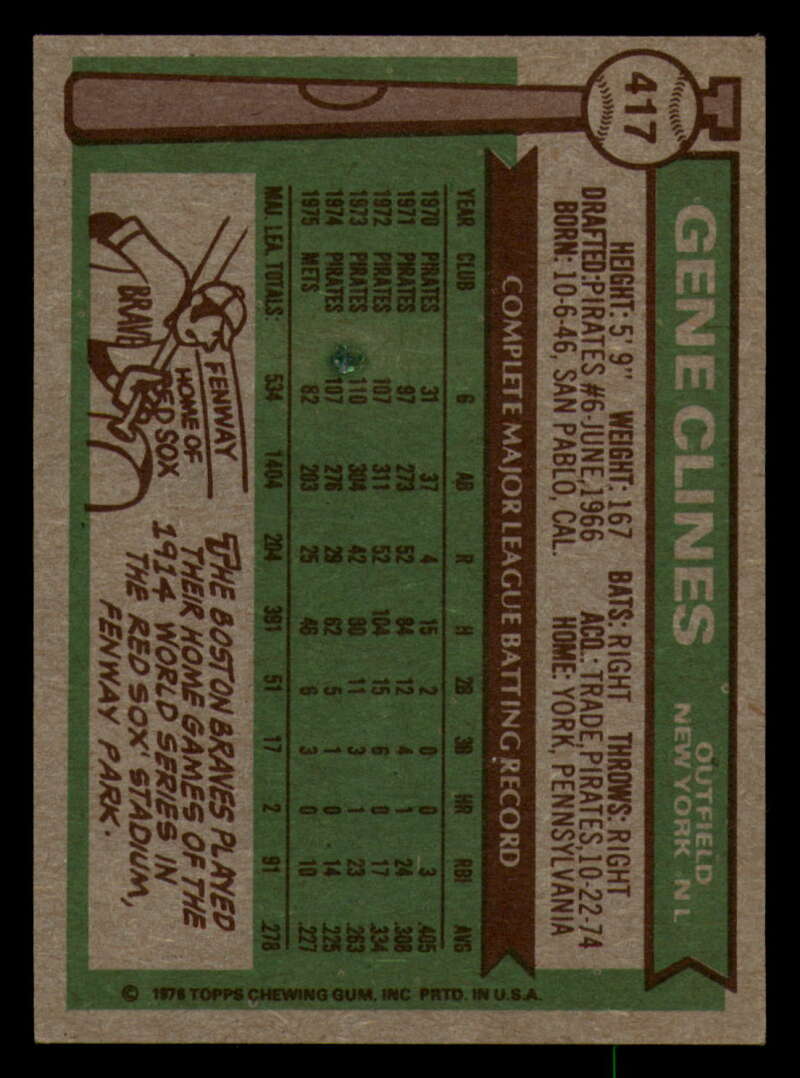 417
GENE CLINES
OUTFIELD
NEW YORK NL
HEIGHT: 5' 9" WEIGHT: 167 BATS: RIGHT THROWS: RIGHT
DRAFTED: PIRATES #6-JUNE, 1966 ACQ.: TRADE, PIRATES, 10-22-74
BORN: 10-6-46, SAN PABLO, CAL. HOME: YORK, PENNSYLVANIA
COMPLETE MAJOR LEAGUE BATTING RECORD
YEAR CLUB G AB R H 2B 3B HR RBI AVG
1970 PIRATES 31 37 4 15 2 0 0 3 .405
1971 PIRATES 97 273 52 84 12 4 1 24 .308
1972 PIRATES 107 311 52 104 15 6 0 17 .334
1973 PIRATES 110 304 42 80 11 3 1 23 .263
1974 PIRATES 107 276 29 62 5 1 0 14 .225
1975 METS 82 203 25 46 6 3 0 10 .227
MAJ. LEA. TOTALS: 534 1404 204 391 51 17 2 91 .278
FENWAY
HOME OF
RED SOX
BRAVE
THE BOSTON BRAVES PLAYED
THEIR HOME GAMES OF THE
1914 WORLD SERIES IN
THE RED SOX' STADIUM,
FENWAY PARK.
© 1976 TOPPS CHEWING GUM, INC PRTD. IN U.S.A.